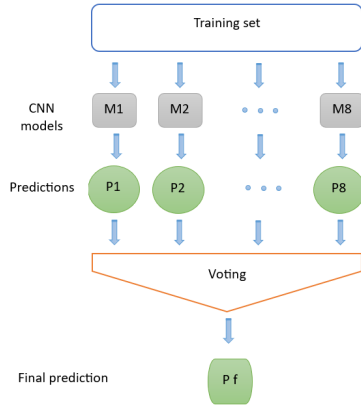 Training set
CNN
models
M1 M2 M8
Predictions
P1 P2 P8
Voting
Final prediction
P f